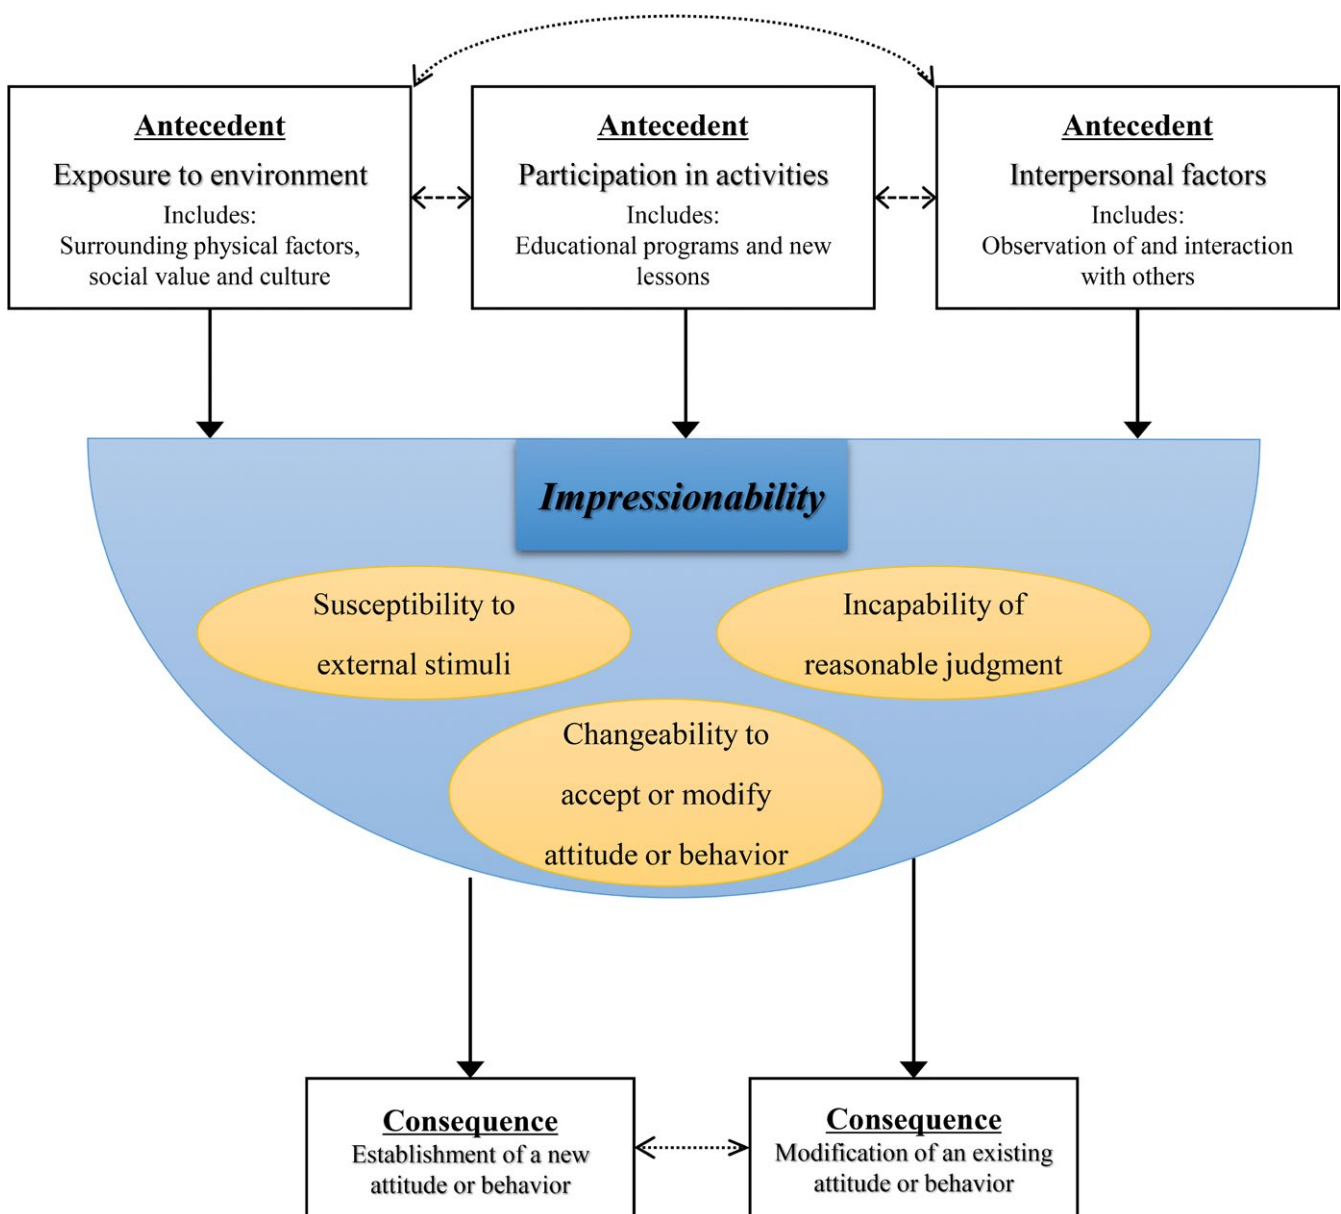 Antecedent
Exposure to environment
Includes:
Surrounding physical factors,
social value and culture
Antecedent
Participation in activities
Includes:
Educational programs and new
lessons
Antecedent
Interpersonal factors
Includes:
Observation of and interaction
with others
Impressionability
Susceptibility to
external stimuli
Incapability of
reasonable judgment
Changeability to
accept or modify
attitude or behavior
Consequence
Establishment of a new
attitude or behavior
Consequence
Modification of an existing
attitude or behavior